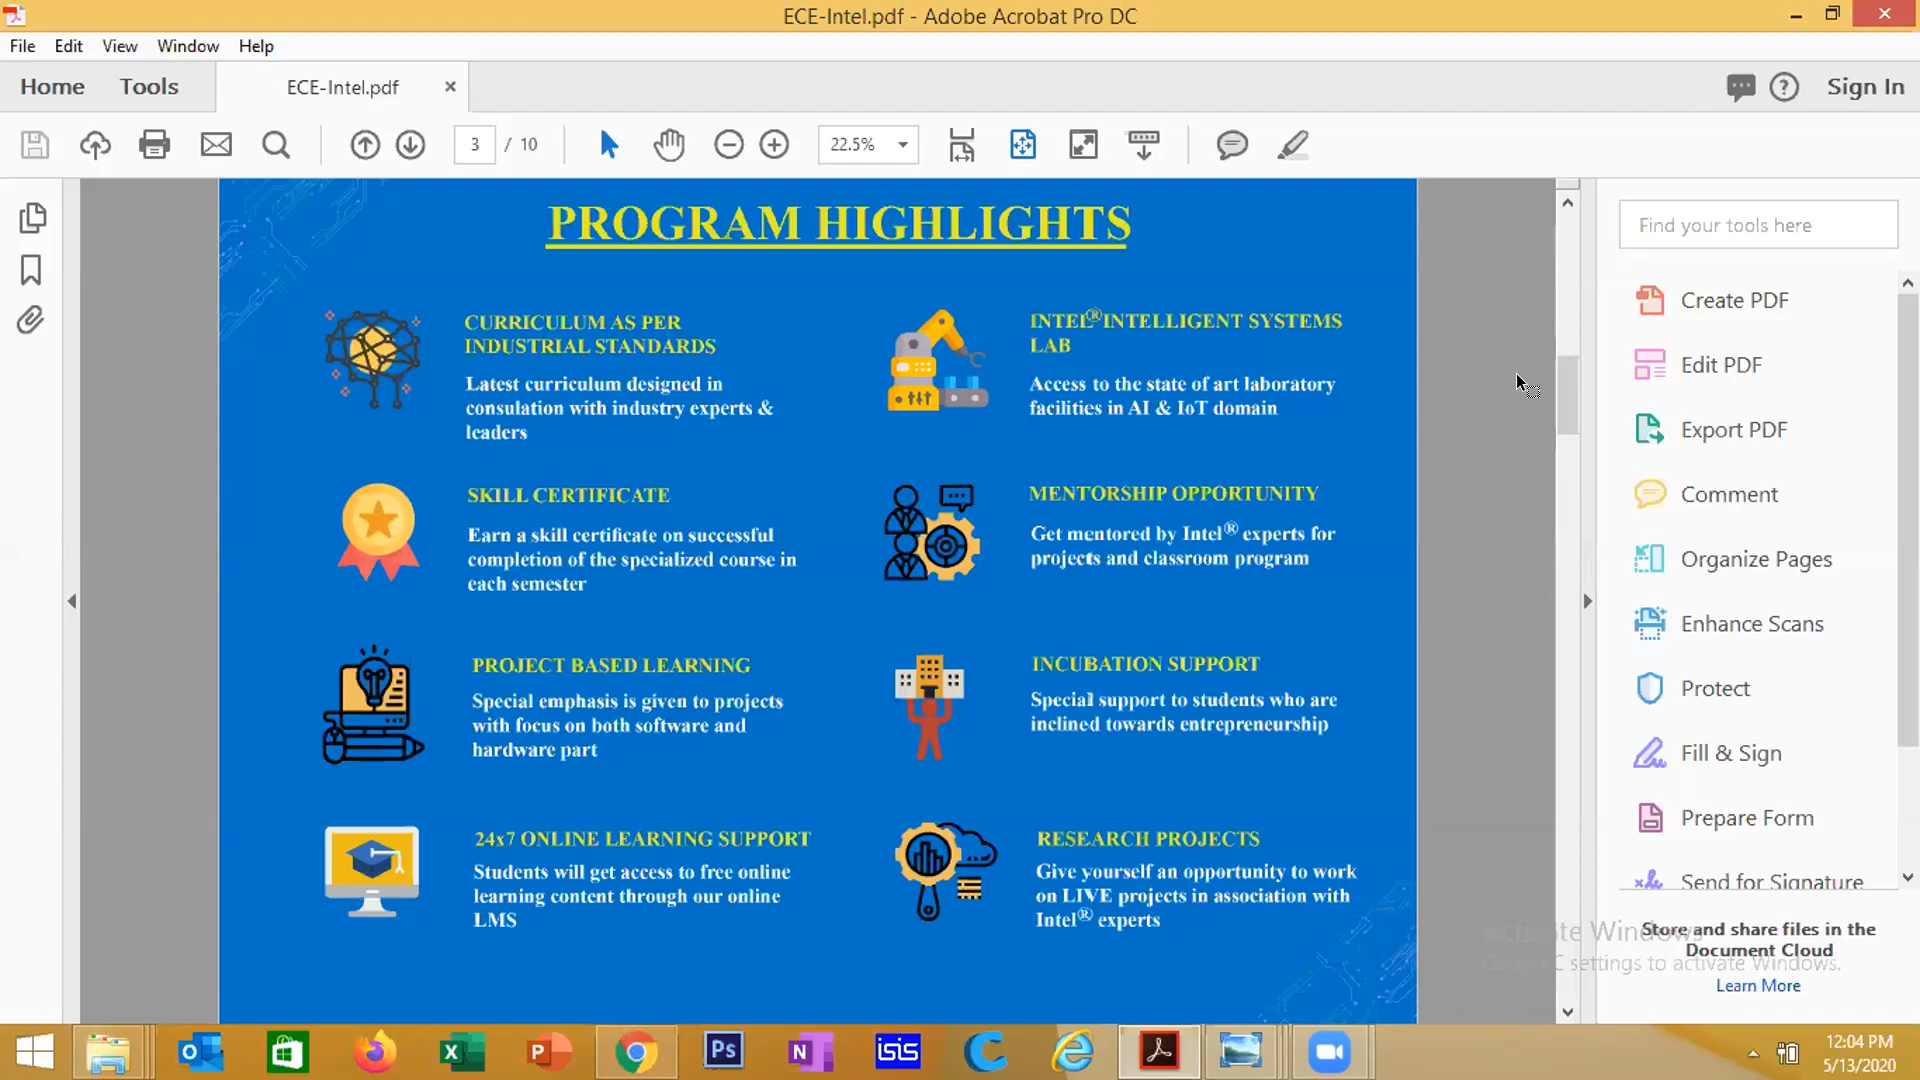 ECE-Intel.pdf - Adobe Acrobat Pro DC
File Edit View Window Help
Home Tools ECE-Intel.pdf × Sign In
3 / 10 22.5%
PROGRAM HIGHLIGHTS
CURRICULUM AS PER
INDUSTRIAL STANDARDS
Latest curriculum designed in
consulation with industry experts &
leaders
INTEL® INTELLIGENT SYSTEMS
LAB
Access to the state of art laboratory
facilities in AI & IoT domain
SKILL CERTIFICATE
Earn a skill certificate on successful
completion of the specialized course in
each semester
MENTORSHIP OPPORTUNITY
Get mentored by Intel® experts for
projects and classroom program
PROJECT BASED LEARNING
Special emphasis is given to projects
with focus on both software and
hardware part
INCUBATION SUPPORT
Special support to students who are
inclined towards entrepreneurship
24x7 ONLINE LEARNING SUPPORT
Students will get access to free online
learning content through our online
LMS
RESEARCH PROJECTS
Give yourself an opportunity to work
on LIVE projects in association with
Intel® experts
Find your tools here
Create PDF
Edit PDF
Export PDF
Comment
Organize Pages
Enhance Scans
Protect
Fill & Sign
Prepare Form
Send for Signature
Store and share files in the
Document Cloud
Learn More
Windows
settings to activate Windows.
Ps
isis
12:04 PM
5/13/2020